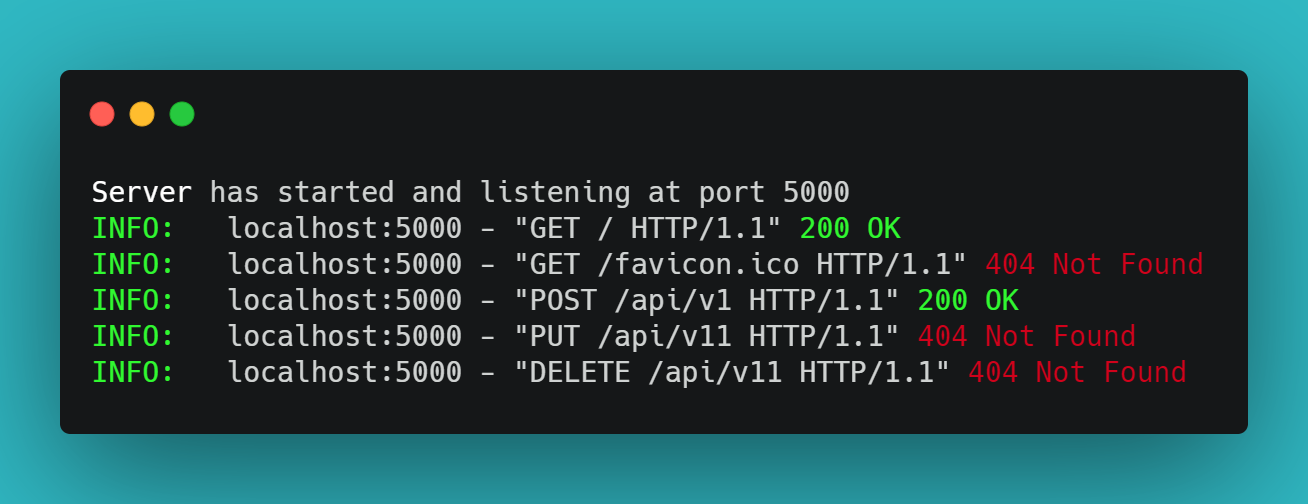 Server has started and listening at port 5000
INFO:   localhost:5000 - "GET / HTTP/1.1" 200 OK
INFO:   localhost:5000 - "GET /favicon.ico HTTP/1.1" 404 Not Found
INFO:   localhost:5000 - "POST /api/v1 HTTP/1.1" 200 OK
INFO:   localhost:5000 - "PUT /api/v11 HTTP/1.1" 404 Not Found
INFO:   localhost:5000 - "DELETE /api/v11 HTTP/1.1" 404 Not Found